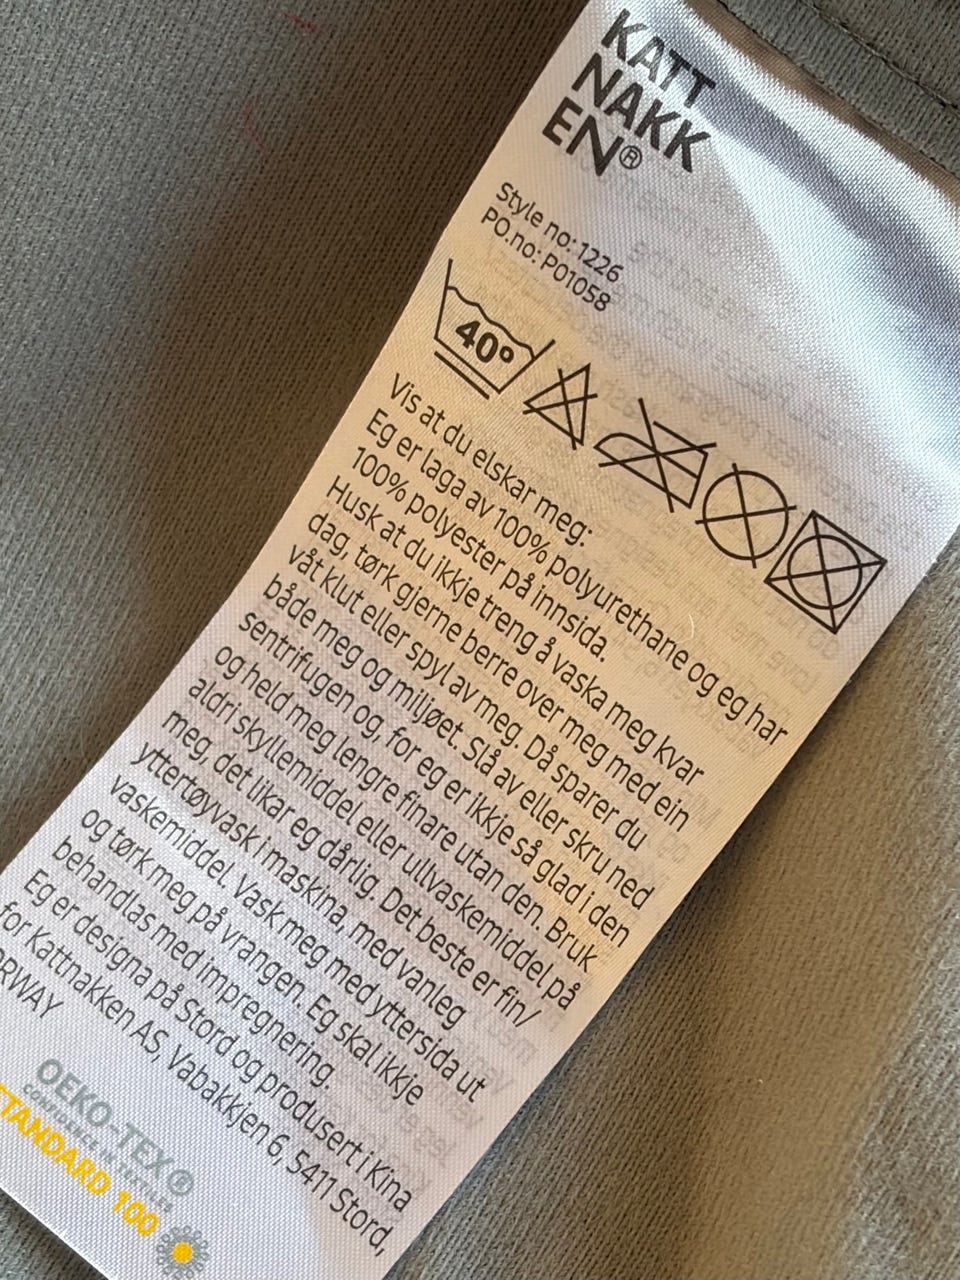 KATT
NAKK
EN®
Style no: 1226
PO.no: P01058
40°
Vis at du elskar meg:
Eg er laga av 100% polyurethane og eg har
100% polyester på innsida.
Husk at du ikkje treng å vaska meg kvar
dag, tørk gjerne berre over meg med ein
våt klut eller spyl av meg. Då sparer du
både meg og miljøet. Slå av eller skru ned
sentrifugen og, for eg er ikkje så glad i den
og held meg lengre finare utan den. Bruk
aldri skyllemiddel eller ullvaskemiddel på
meg, det likar eg dårlig. Det beste er fin/
yttertøyvask i maskina, med vanleg
vaskemiddel. Vask meg med yttersida ut
og tørk meg på vrangen. Eg skal ikkje
behandlas med impregnering.
Eg er designa på Stord og produsert i Kina
for Kattnakken AS, Vabakkjen 6, 5411 Stord,
ORWAY
OEKO-TEX®
CONFIDENCE IN TEXTILES
STANDARD 100